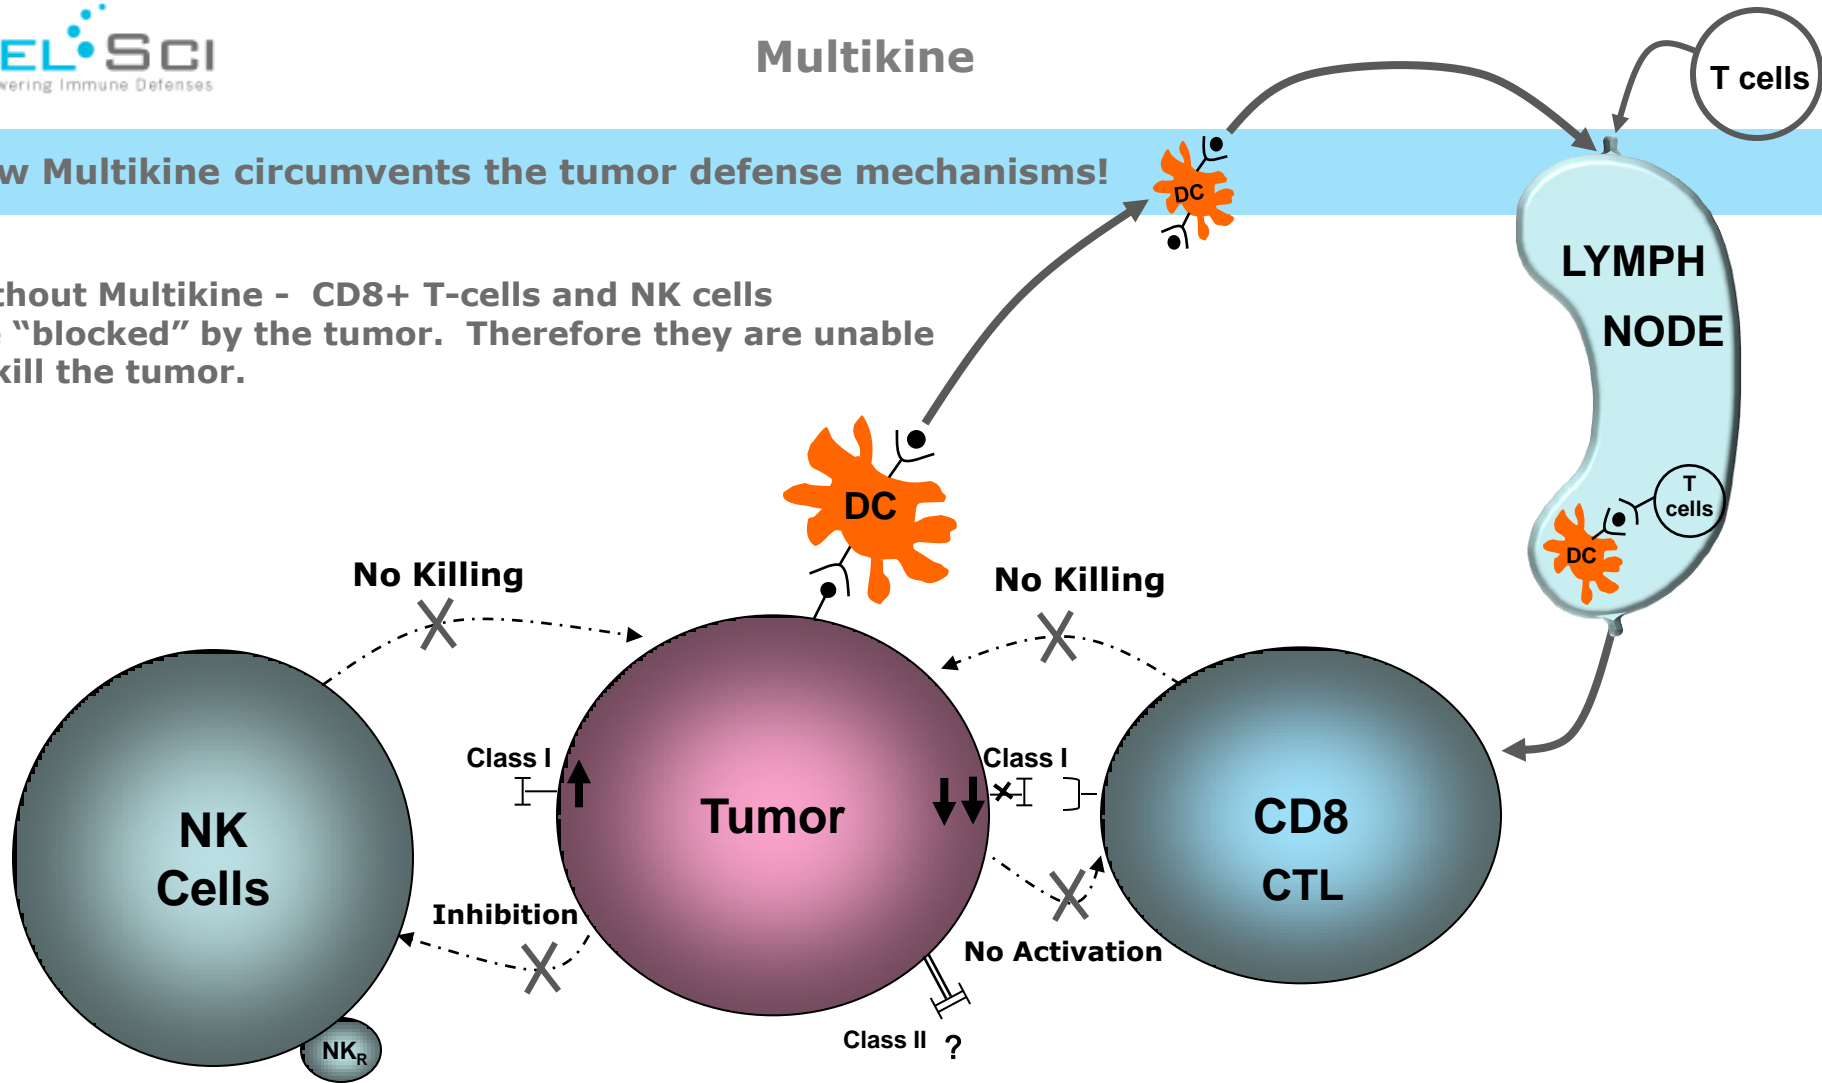 EL SCI
wering Immune Defenses
Multikine
T cells
w Multikine circumvents the tumor defense mechanisms!
DC
LYMPH
NODE
thout Multikine - CD8+ T-cells and NK cells
e “blocked” by the tumor. Therefore they are unable
kill the tumor.
T
cells
DC
DC
No Killing
No Killing
Class I
Class I
NK
Cells
Tumor
CD8
CTL
Inhibition
No Activation
Class II ?
NKR